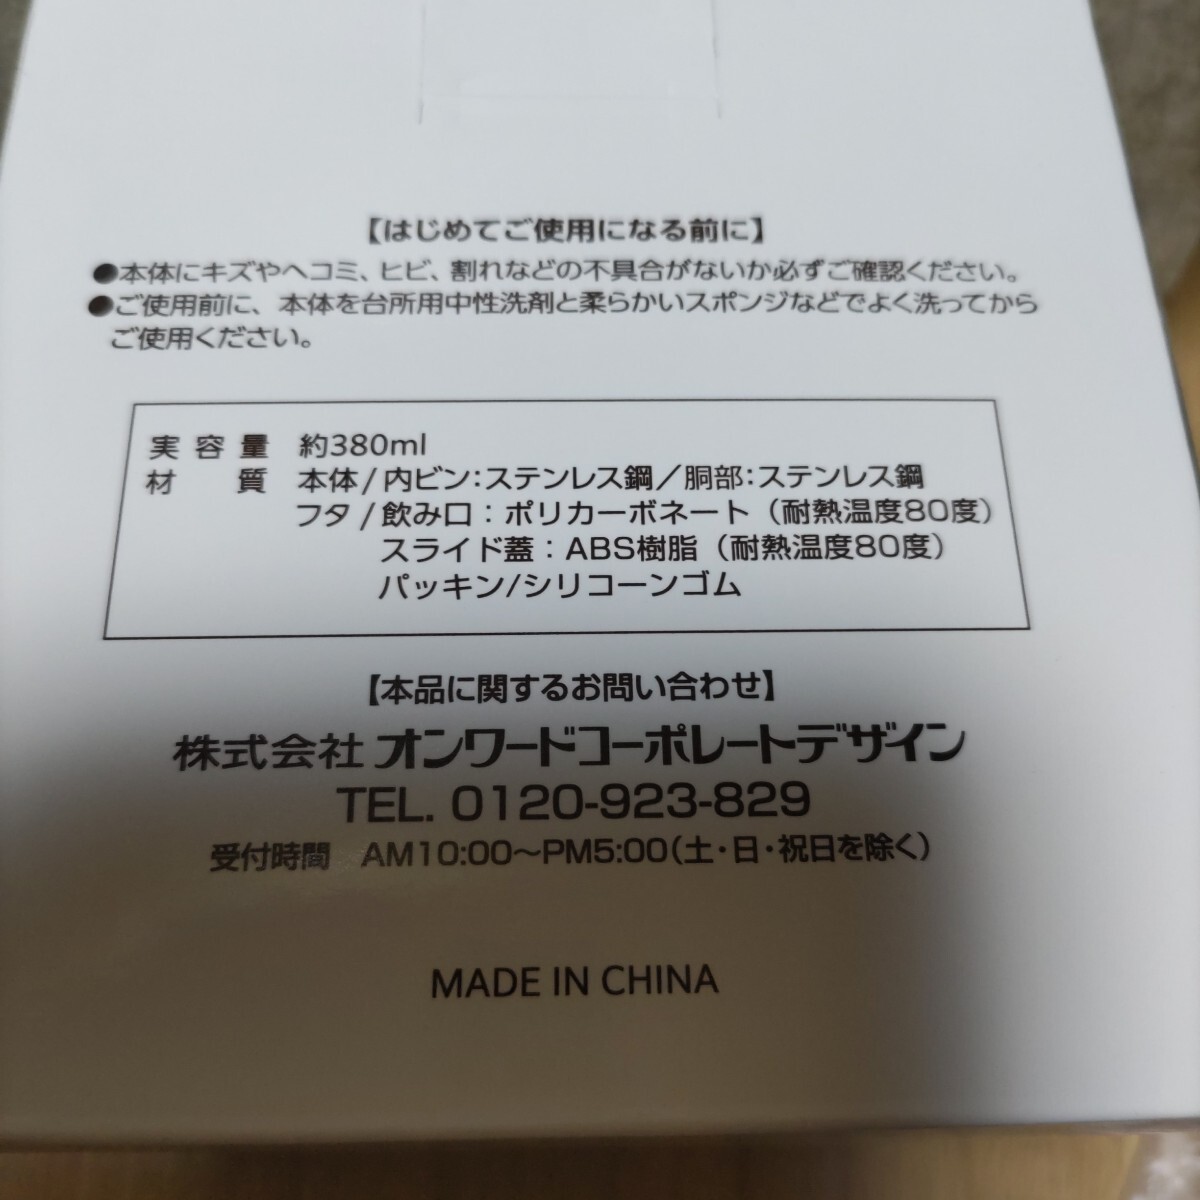 【はじめてご使用になる前に】
●本体にキズやヘコミ、ヒビ、割れなどの不具合がないか必ずご確認ください。
●ご使用前に、本体を台所用中性洗剤と柔らかいスポンジなどでよく洗ってから
ご使用ください。
実容量 約380ml
材質 本体/内ビン:ステンレス鋼/胴部:ステンレス鋼
フタ/飲み口:ポリカーボネート(耐熱温度80度)
スライド蓋:ABS樹脂(耐熱温度80度)
パッキン/シリコーンゴム
【本品に関するお問い合わせ】
株式会社 オンワードコーポレートデザイン
TEL. 0120-923-829
受付時間 AM10:00〜PM5:00(土・日・祝日を除く)
MADE IN CHINA